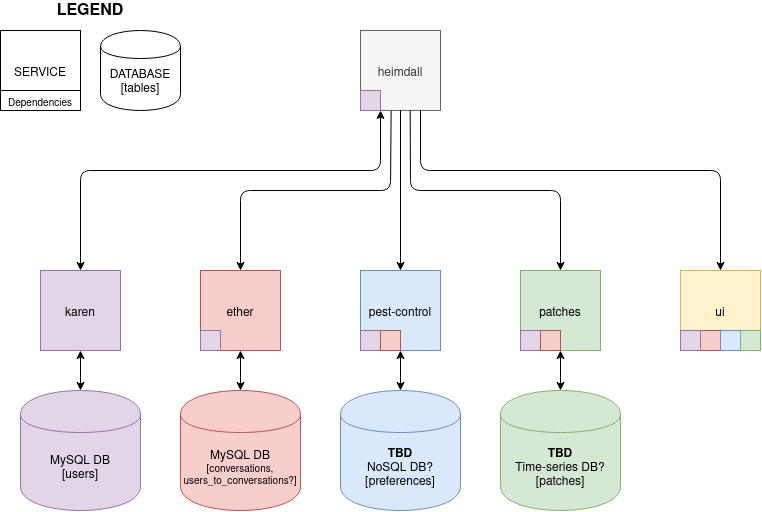 LEGEND
SERVICE
Dependencies
DATABASE
[tables]
heimdall
karen
ether
pest-control
patches
ui
MySQL DB
[users]
MySQL DB
[conversations,
users_to_conversations?]
TBD
NoSQL DB?
[preferences]
TBD
Time-series DB?
[patches]